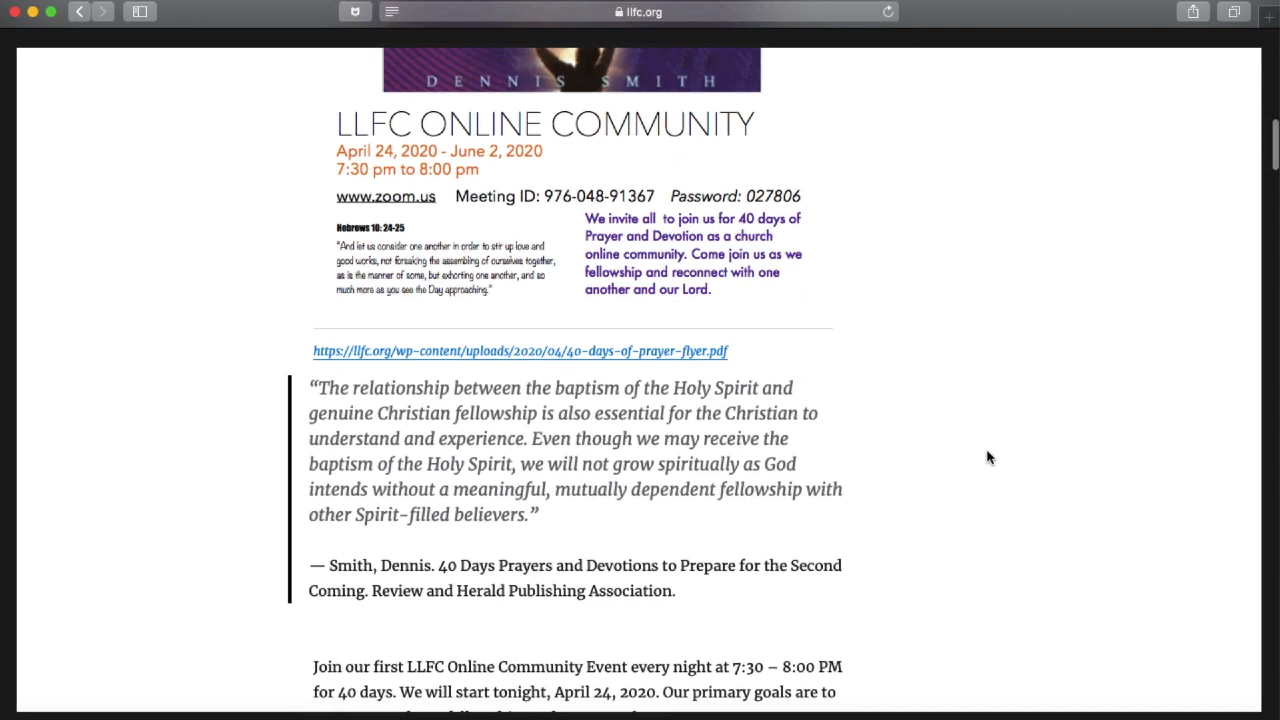 llfc.org
DENNIS SMITH
LLFC ONLINE COMMUNITY
April 24, 2020 - June 2, 2020
7:30 pm to 8:00 pm
www.zoom.us Meeting ID: 976-048-91367 Password: 027806
Hebrews 10: 24-25
"And let us consider one another in order to stir up love and
good works, not forsaking the assembling of ourselves together,
as is the manner of some, but exhorting one another, and so
much more as you see the Day approaching."
We invite all to join us for 40 days of
Prayer and Devotion as a church
online community. Come join us as we
fellowship and reconnect with one
another and our Lord.
https://llfc.org/wp-content/uploads/2020/04/40-days-of-prayer-flyer.pdf
“The relationship between the baptism of the Holy Spirit and
genuine Christian fellowship is also essential for the Christian to
understand and experience. Even though we may receive the
baptism of the Holy Spirit, we will not grow spiritually as God
intends without a meaningful, mutually dependent fellowship with
other Spirit-filled believers.”
— Smith, Dennis. 40 Days Prayers and Devotions to Prepare for the Second
Coming. Review and Herald Publishing Association.
Join our first LLFC Online Community Event every night at 7:30 – 8:00 PM
for 40 days. We will start tonight, April 24, 2020. Our primary goals are to